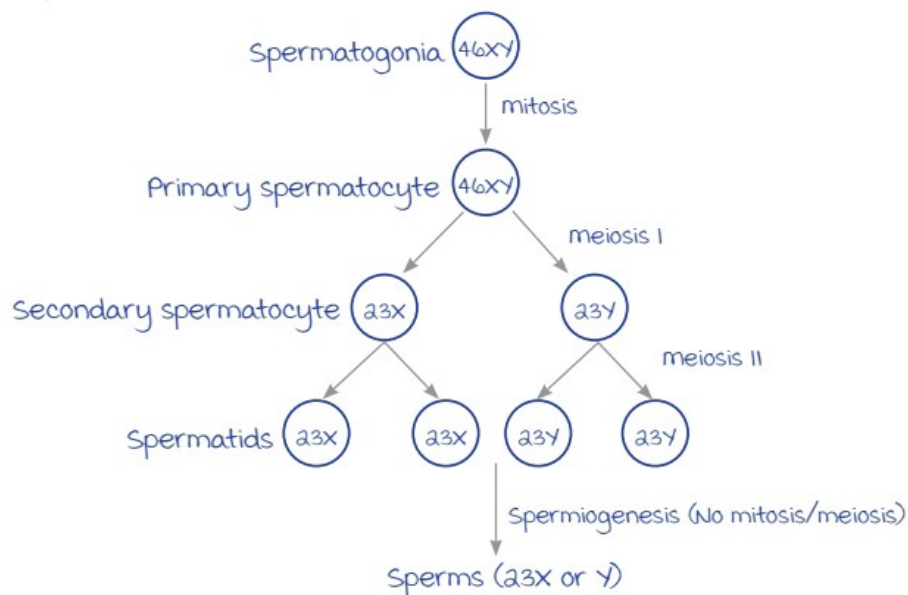 Spermatogonia 46XY
mitosis
Primary spermatocyte 46XY
meiosis I
Secondary spermatocyte 23X 23Y
meiosis II
Spermatids 23X 23X 23Y 23Y
Spermiogenesis (No mitosis/meiosis)
Sperms (23X or Y)